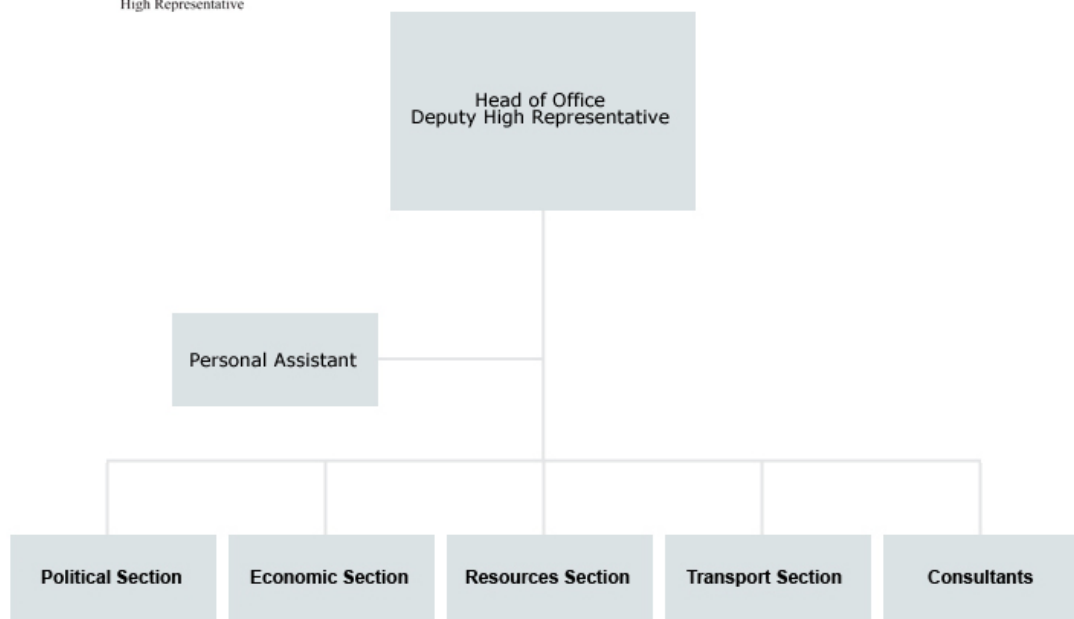 High Representative
Head of Office
Deputy High Representative
Personal Assistant
Political Section
Economic Section
Resources Section
Transport Section
Consultants